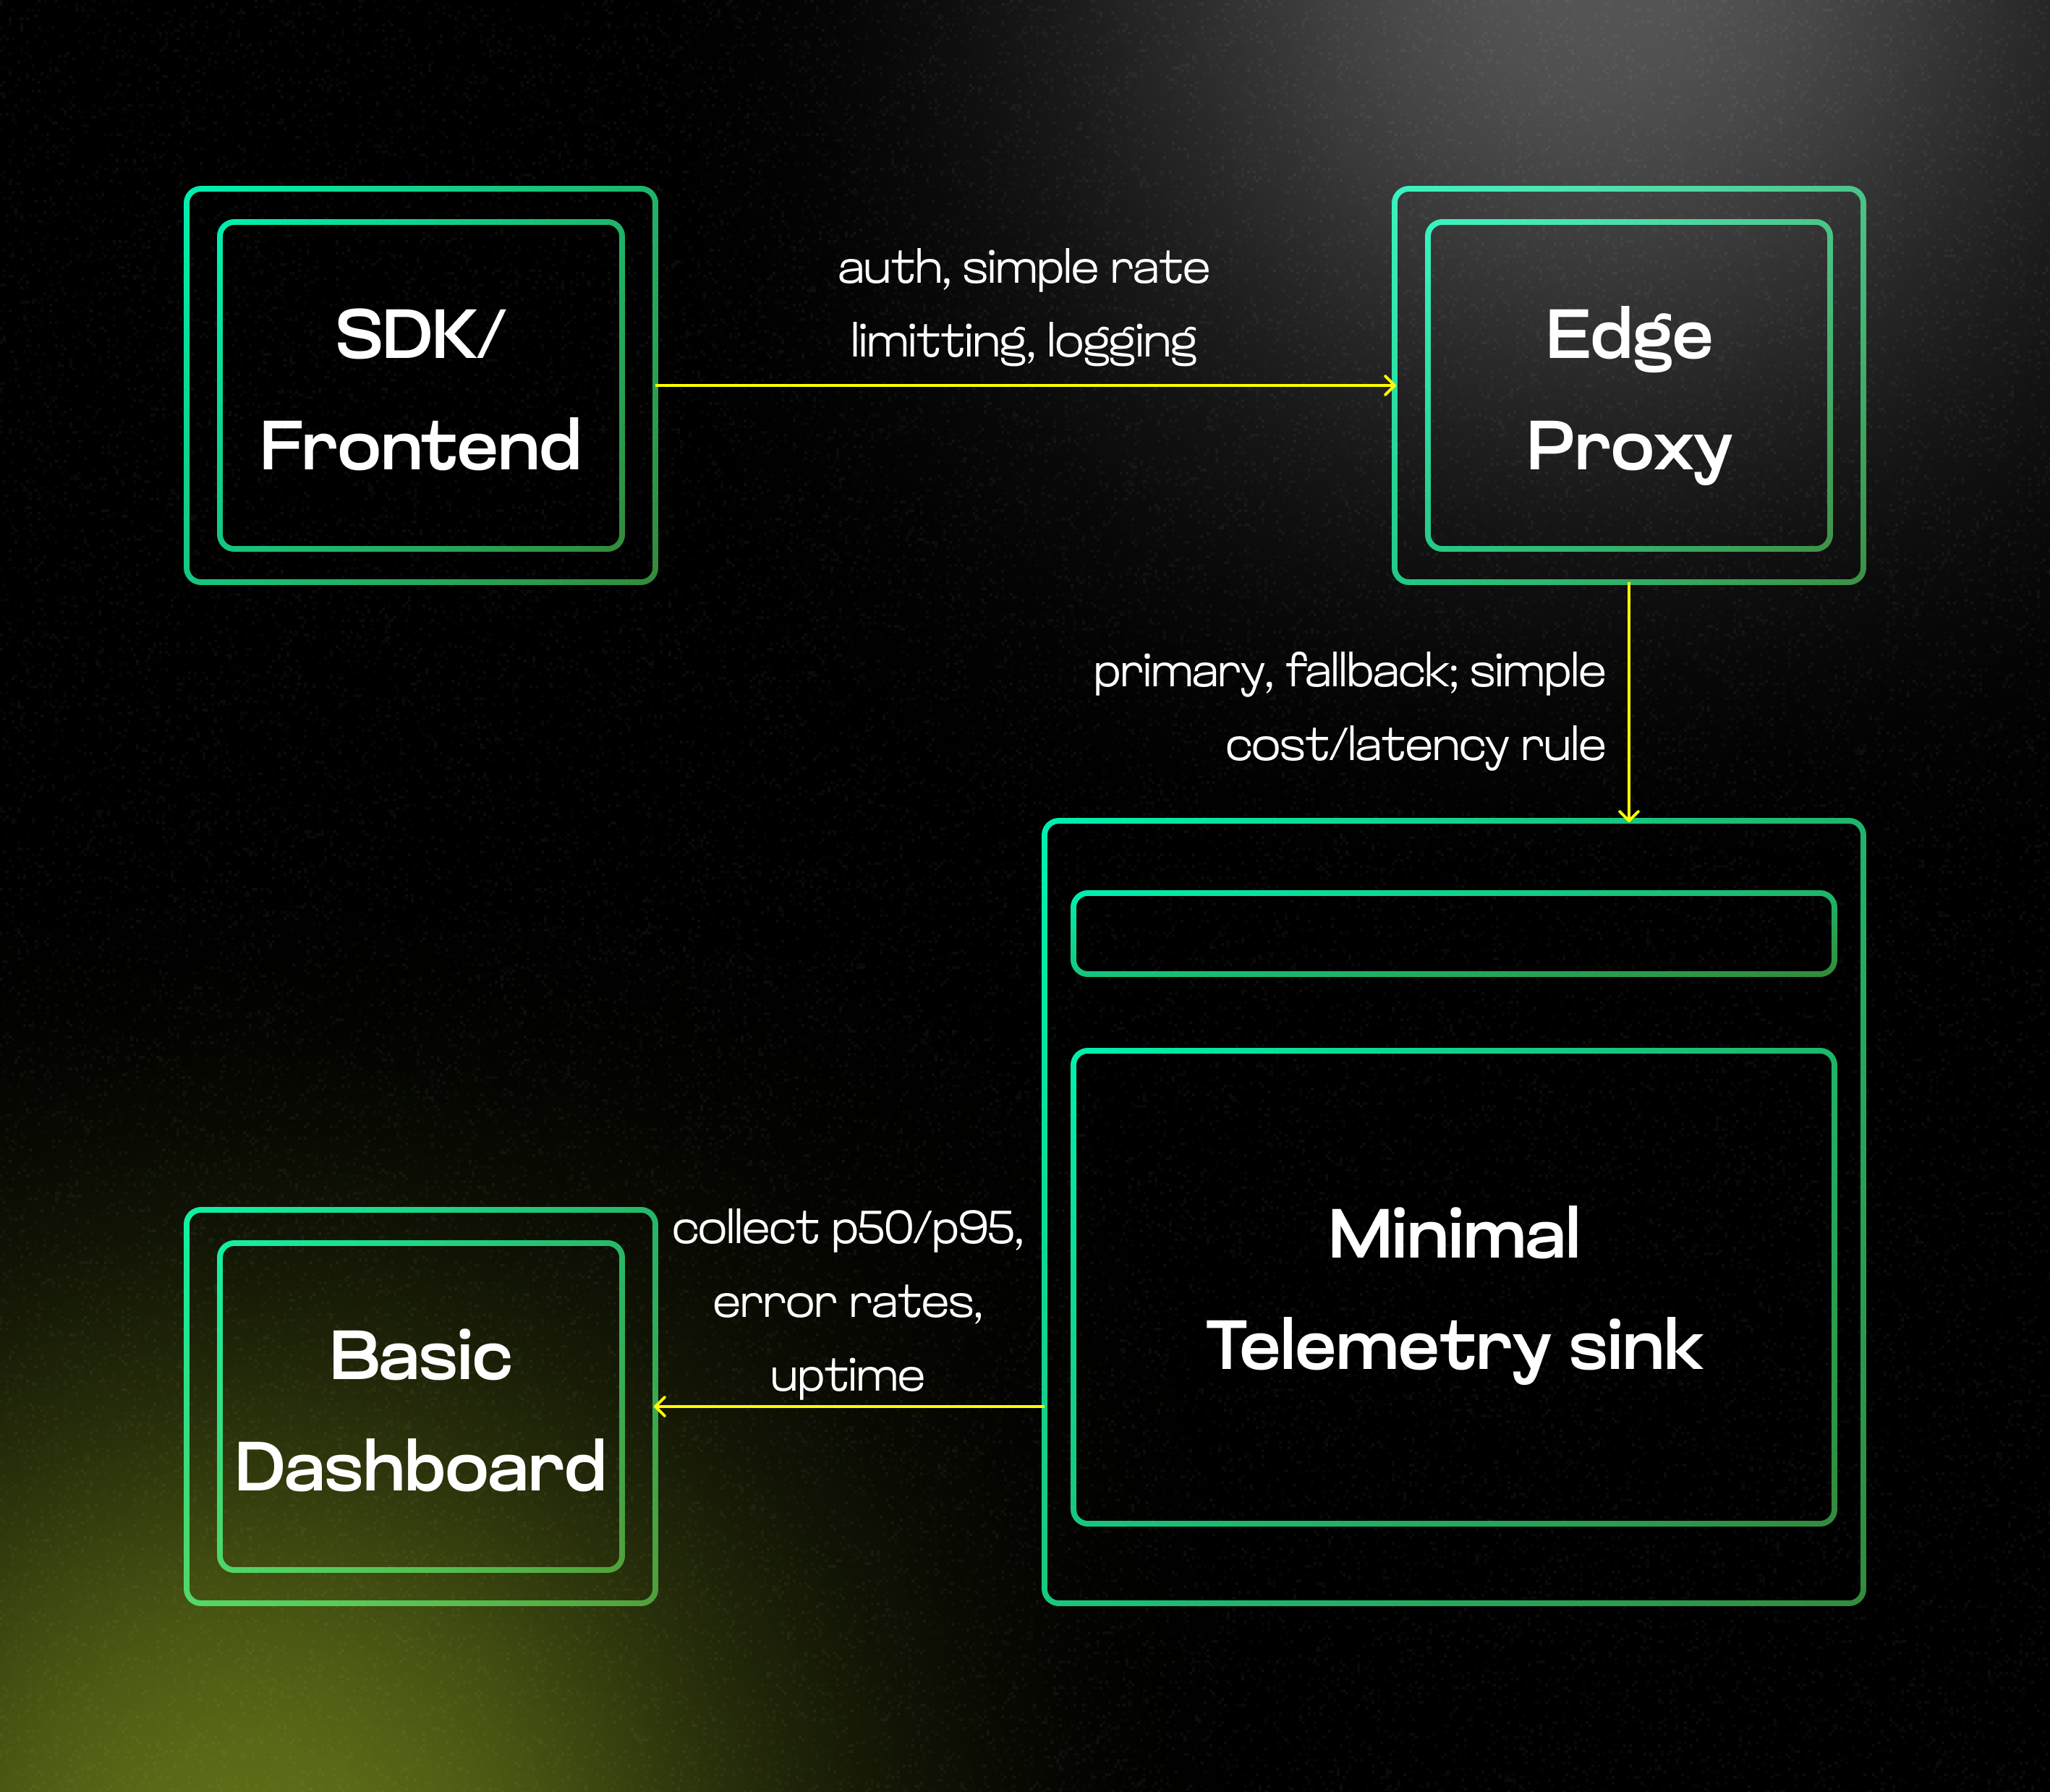 SDK/
Frontend
auth, simple rate
limitting, logging
Edge
Proxy
primary, fallback; simple
cost/latency rule
Minimal
Telemetry sink
collect p50/p95,
error rates,
uptime
Basic
Dashboard